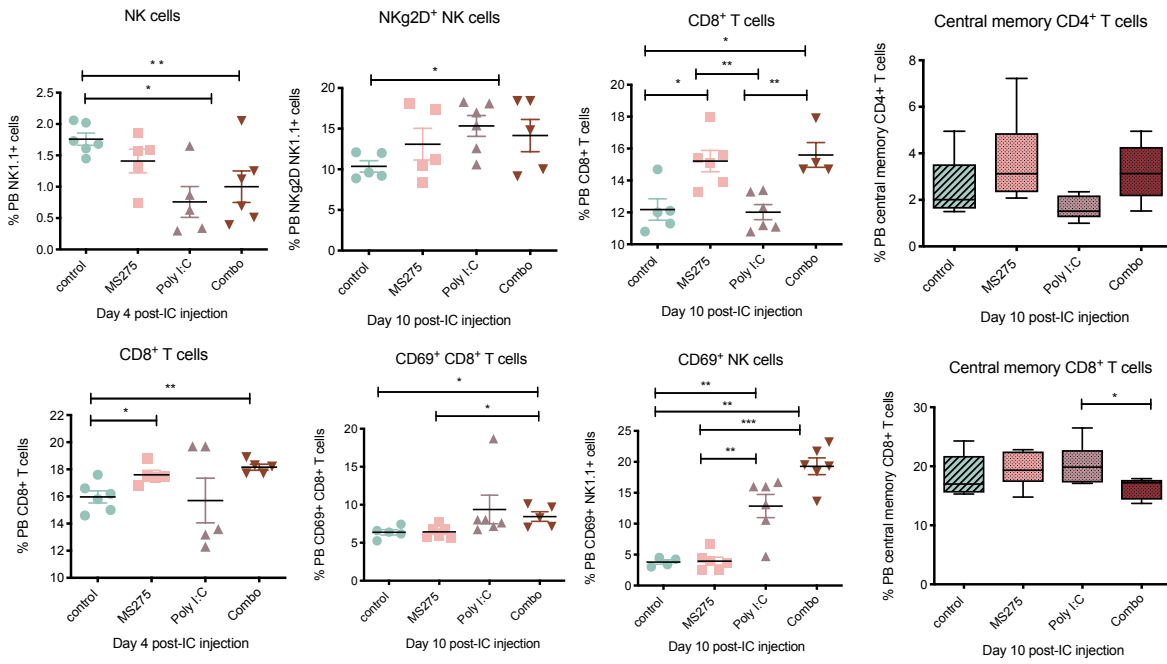 NK cells
* *
*
% PB NK1.1+ cells
2.5
2.0
1.5
1.0
0.5
0.0
control
MS275
Poly I:C
Combo
Day 4 post-IC injection
NKg2D⁺ NK cells
*
% PB NKg2D NK1.1+ cells
20
15
10
5
0
control
MS275
Poly I:C
Combo
Day 10 post-IC injection
CD8⁺ T cells
*
**
*
**
% PB CD8+ T cells
20
18
16
14
12
10
control
MS275
Poly I:C
Combo
Day 10 post-IC injection
Central memory CD4⁺ T cells
% PB central memory CD4+ T cells
8
6
4
2
0
control
MS275
Poly I:C
Combo
Day 10 post-IC injection
CD8⁺ T cells
**
*
% PB CD8+ T cells
22
20
18
16
14
12
10
control
MS275
Poly I:C
Combo
Day 4 post-IC injection
CD69⁺ CD8⁺ T cells
*
*
% PB CD69+ CD8+ T cells
20
15
10
5
0
control
MS275
Poly I:C
Combo
Day 10 post-IC injection
CD69⁺ NK cells
**
**
***
**
% PB CD69+ NK1.1+ cells
25
20
15
10
5
0
control
MS275
Poly I:C
Combo
Day 10 post-IC injection
Central memory CD8⁺ T cells
*
% PB central memory CD8+ T cells
30
20
10
0
control
MS275
Poly I:C
Combo
Day 10 post-IC injection